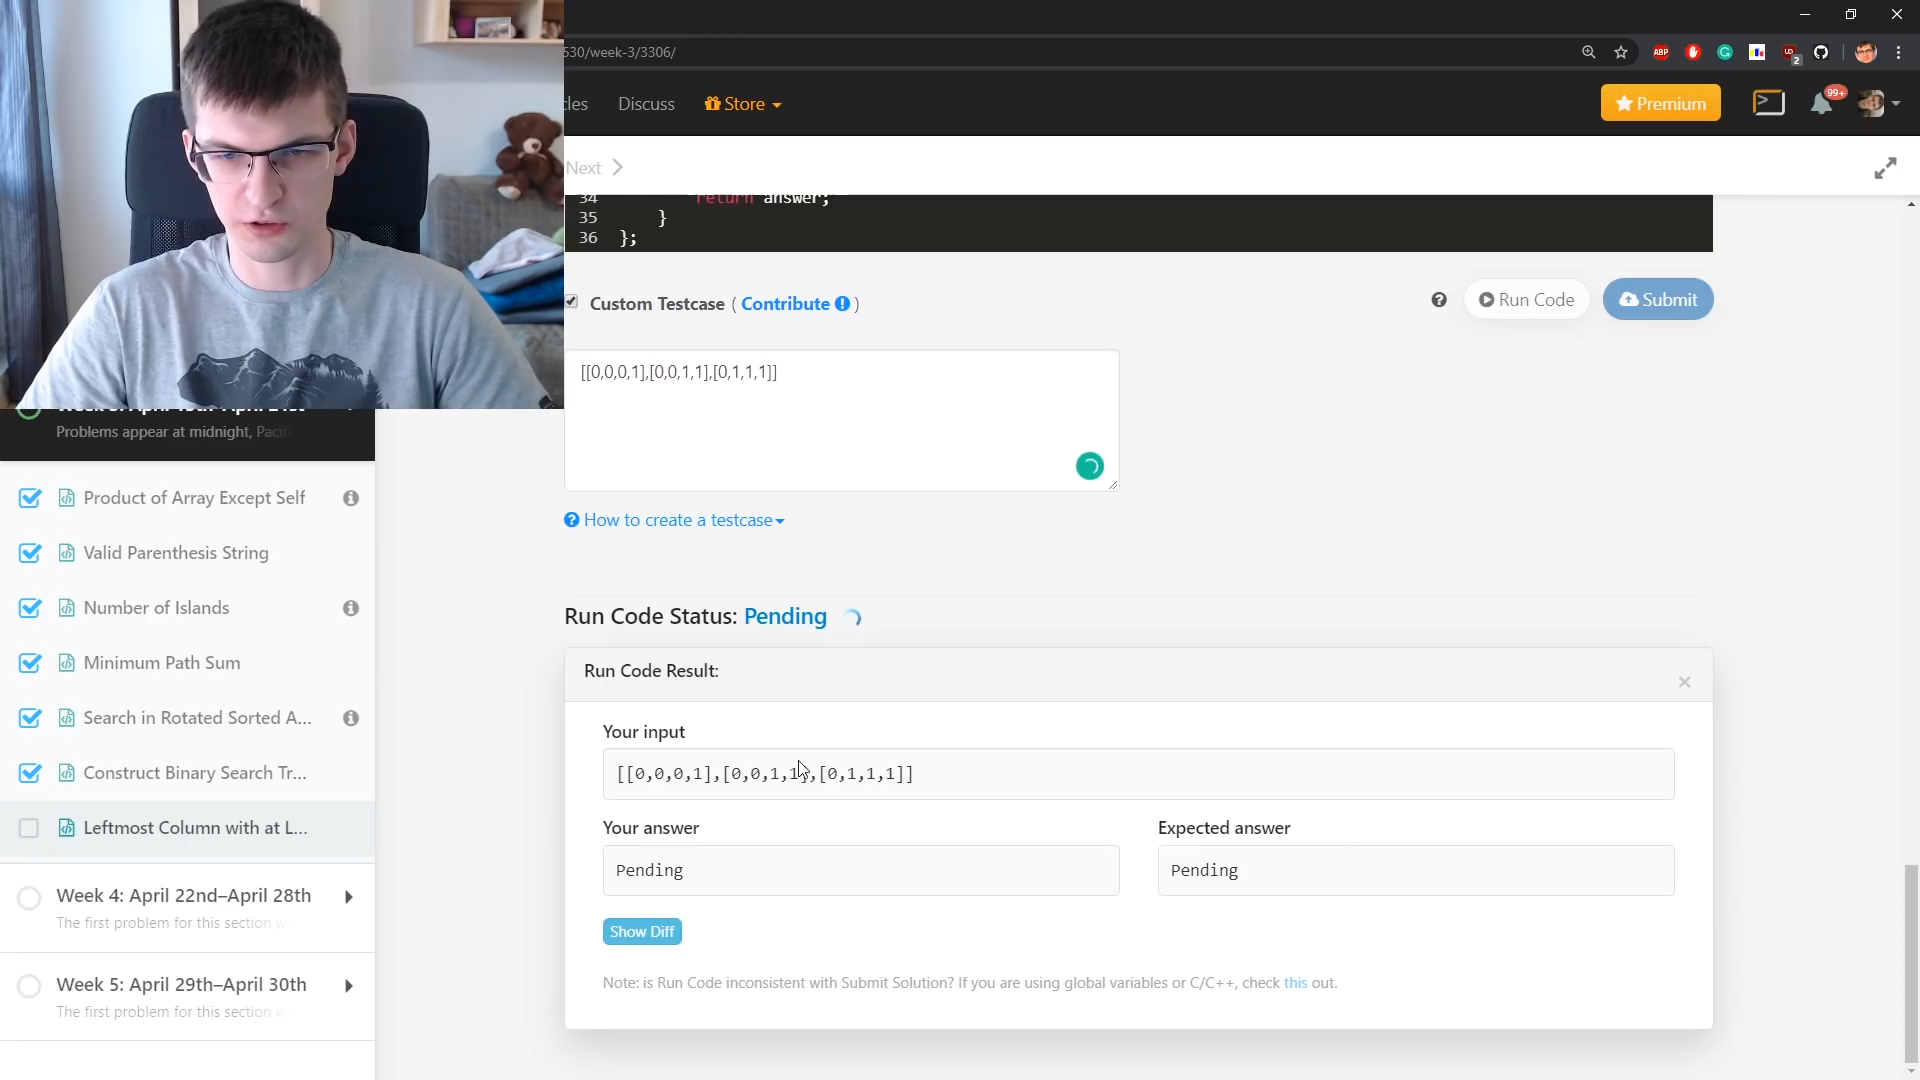 530/week-3/3306/
ABP
2
cles
Discuss
Store
Premium
99+
Next
34 return answer;
35 }
36 };
Custom Testcase ( Contribute )
Run Code
Submit
[[0,0,0,1],[0,0,1,1],[0,1,1,1]]
How to create a testcase
Problems appear at midnight, Pacifi
Product of Array Except Self
Valid Parenthesis String
Number of Islands
Minimum Path Sum
Search in Rotated Sorted A...
Construct Binary Search Tr...
Leftmost Column with at L...
Week 4: April 22nd–April 28th
The first problem for this section w
Week 5: April 29th–April 30th
The first problem for this section w
Run Code Status: Pending
Run Code Result:
Your input
[[0,0,0,1],[0,0,1,1],[0,1,1,1]]
Your answer
Expected answer
Pending
Pending
Show Diff
Note: is Run Code inconsistent with Submit Solution? If you are using global variables or C/C++, check this out.